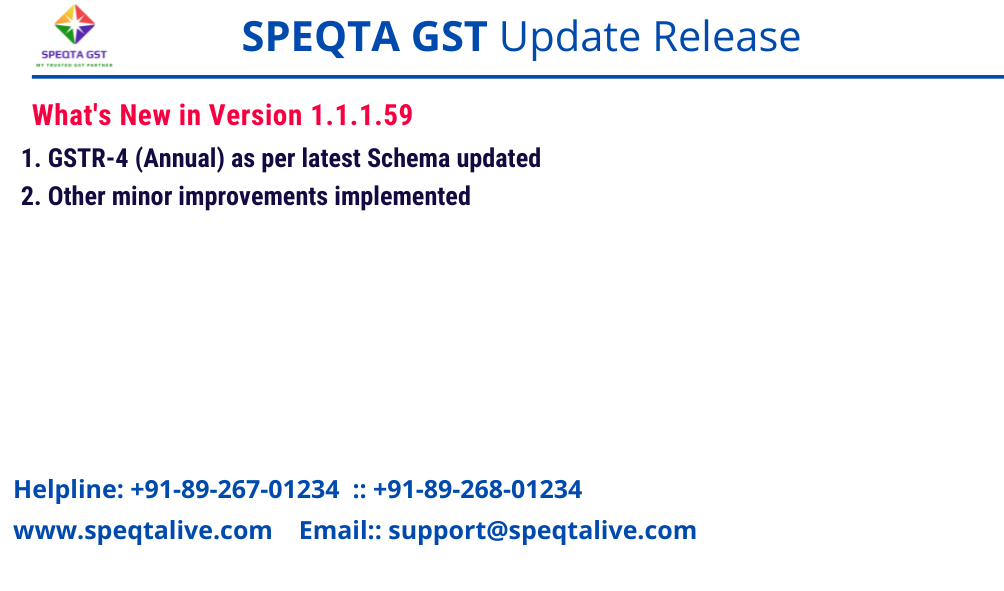 SPEQTA GST
MY TRUSTED GST PARTNER
SPEQTA GST Update Release
What's New in Version 1.1.1.59
1. GSTR-4 (Annual) as per latest Schema updated
2. Other minor improvements implemented
Helpline: +91-89-267-01234 :: +91-89-268-01234
www.speqtalive.com Email:: support@speqtalive.com